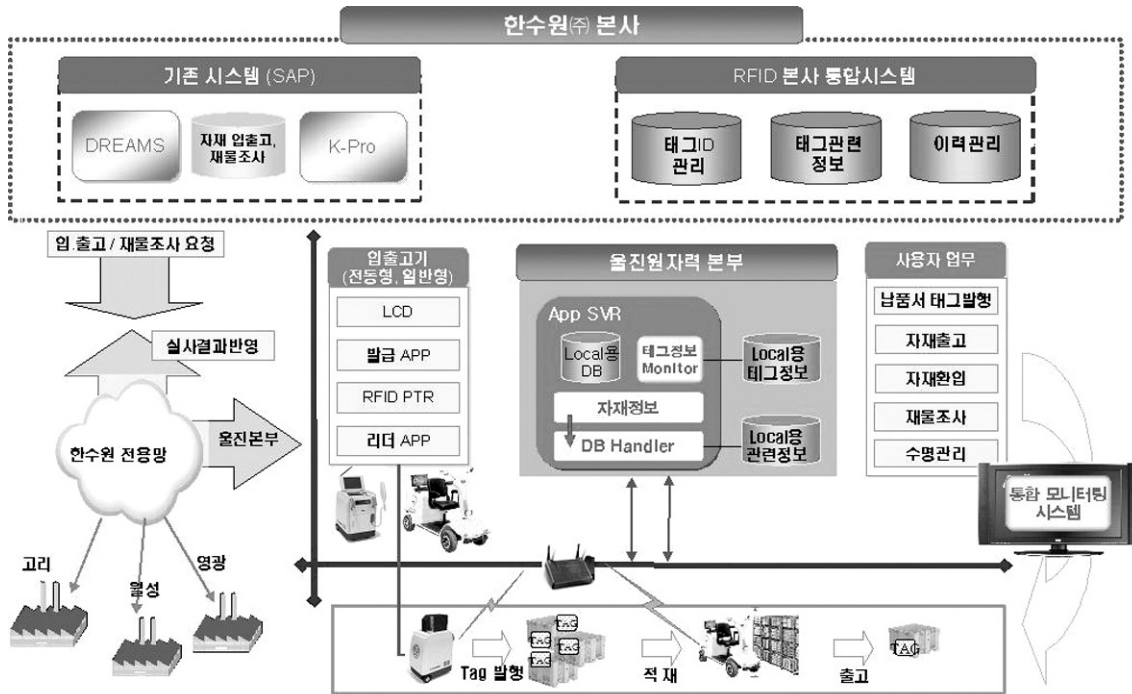 한수원㈜ 본사
기존 시스템 (SAP)
DREAMS
자재 입출고,
재물조사
K-Pro
RFID 본사 통합시스템
태그ID
관리
태그관련
정보
이력관리
입.출고 / 재물조사 요청
실사결과반영
한수원 전용망
울진본부
고리
월성
영광
입출고기
(전동형, 일반형)
LCD
발급 APP
RFID PTR
리더 APP
울진원자력 본부
App SVR
Local용
DB
테그정보
Monitor
자재정보
DB Handler
Local용
테그정보
Local용
관련정보
사용자 업무
납품서 태그발행
자재출고
자재환입
재물조사
수명관리
통합 모니터링
시스템
Tag 발행
TAG
TAG
TAG
TAG
적 재
출고
TAG